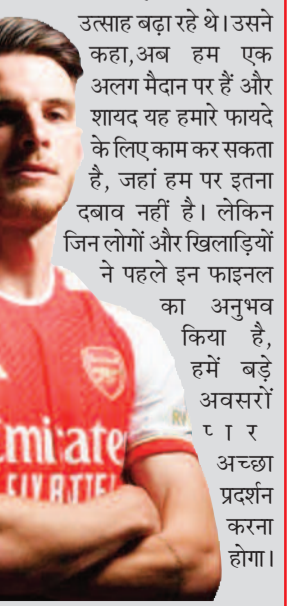 उत्साह बढ़ा रहे थे। उसने
कहा,अब हम एक
अलग मैदान पर हैं और
शायद यह हमारे फायदे
के लिए काम कर सकता
है, जहां हम पर इतना
दबाव नहीं है। लेकिन
जिन लोगों और खिलाड़ियों
ने पहले इन फाइनल
का अनुभव
किया है,
हमें बड़े
अवसरों
पार
अच्छा
प्रदर्शन
करना
होगा।